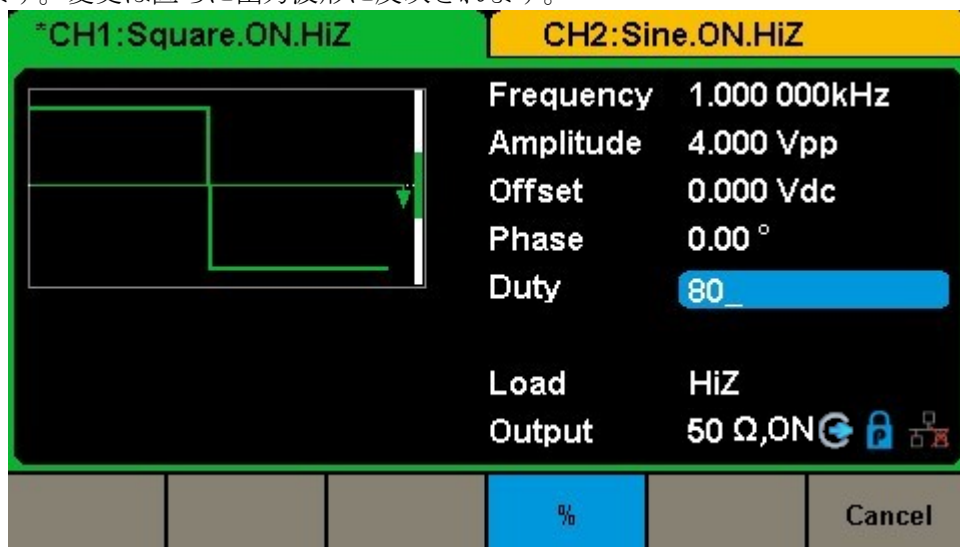 *CH1:Square.ON.HiZ CH2:Sine.ON.HiZ
Frequency 1.000 000kHz
Amplitude 4.000 Vpp
Offset 0.000 Vdc
Phase 0.00 °
Duty 80_
Load HiZ
Output 50 Ω,ON
% Cancel